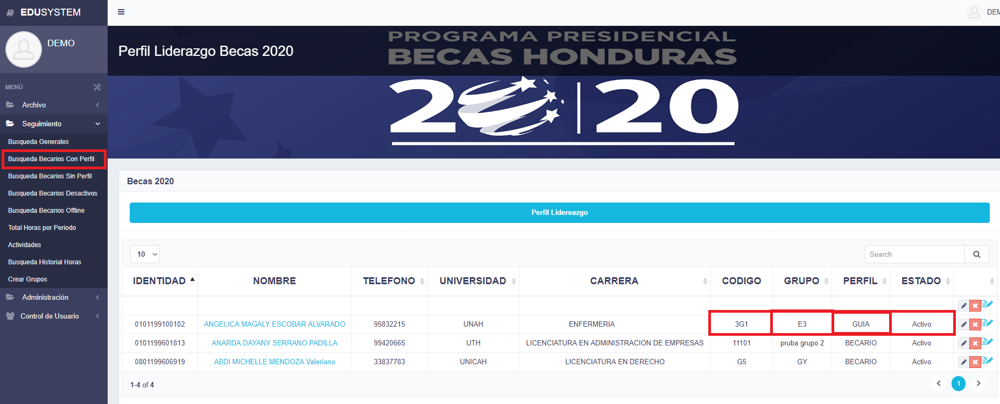 EDUSYSTEM
DEM
DEMO
MENÚ
Archivo
Seguimiento
Busqueda Generales
Busqueda Becarios Con Perfil
Busqueda Becarios Sin Perfil
Busqueda Becarios Desactivos
Busqueda Becarios Offline
Total Horas por Periodo
Actividades
Busqueda Historial Horas
Crear Grupos
Administración
Control de Usuario
Perfil Liderazgo Becas 2020
PROGRAMA PRESIDENCIAL
BECAS HONDURAS
20|20
Becas 2020
Perfil Lidereazgo
10
Search
IDENTIDAD NOMBRE TELEFONO UNIVERSIDAD CARRERA CODIGO GRUPO PERFIL ESTADO
0101199100102 ANGELICA MAGALY ESCOBAR ALVARADO 95832215 UNAH ENFERMERIA 3G1 E3 GUIA Activo
0101199601813 ANARDA DAYANY SERRANO PADILLA 99420665 UTH LICENCIATURA EN ADMINISTRACION DE EMPRESAS 11101 pruba grupo 2 BECARIO Activo
0801199606919 ABDI MICHELLE MENDOZA Valeriano 33837783 UNICAH LICENCIATURA EN DERECHO G5 GY BECARIO Activo
1-4 of 4
1